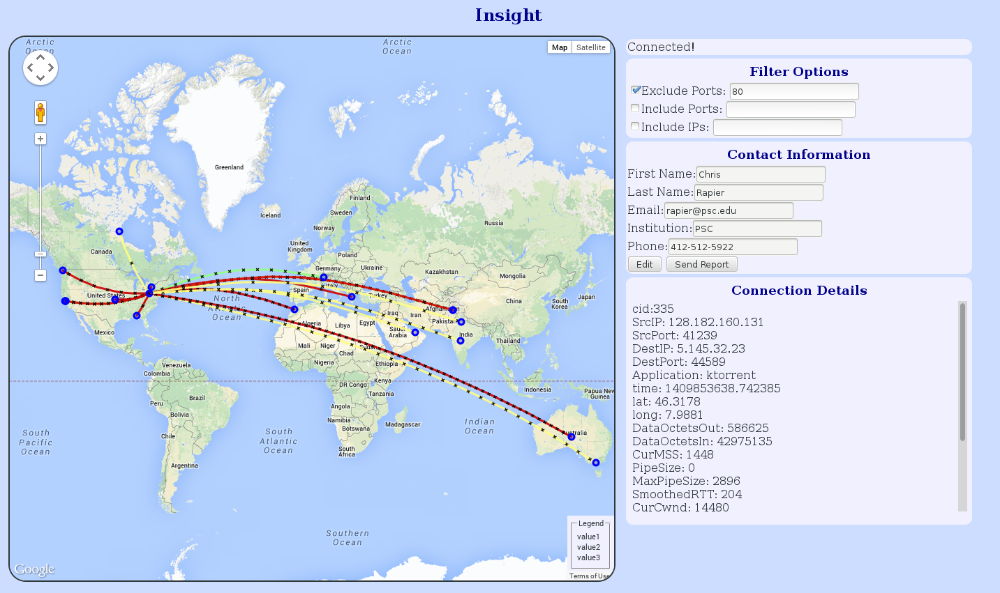 Insight
Arctic
Ocean
Arctic
Ocean
Map
Satellite
Greenland
Iceland
Finland
Sweden
Norway
Russia
United
Kingdom
Poland
Germany
Ukraine
Kazakhstan
Mongolia
Canada
United States
Spain
Italy
Turkey
North
Ocean
Iraq
Iran
Pakistan
China
South
Korea
Japan
Mexico
Algeria
Libya
Egypt
Saudi
Arabia
India
Thailand
Mali
Niger
Chad
Sudan
Nigeria
Ethiopia
Venezuela
Colombia
DR Congo
Kenya
Tanzania
Indonesia
Papua New
Guinea
Peru
Brazil
Bolivia
Angola
Namibia
Botswana
Madagascar
Chile
South
Pacific
Ocean
South
Atlantic
Ocean
Indian
Ocean
South
Africa
Argentina
Southern
Ocean
Legend
value1
value2
value3
Google
Terms of Use
Connected!
Filter Options
Exclude Ports: 80
Include Ports:
Include IPs:
Contact Information
First Name: Chris
Last Name: Rapier
Email: rapier@psc.edu
Institution: PSC
Phone: 412-512-5922
Edit Send Report
Connection Details
cid:335
SrcIP: 128.182.160.131
SrcPort: 41239
DestIP: 5.145.32.23
DestPort: 44589
Application: ktorrent
time: 1409853638.742385
lat: 46.3178
long: 7.9881
DataOctetsOut: 586625
DataOctetsIn: 42975135
CurMSS: 1448
PipeSize: 0
MaxPipeSize: 2896
SmoothedRTT: 204
CurCwnd: 14480